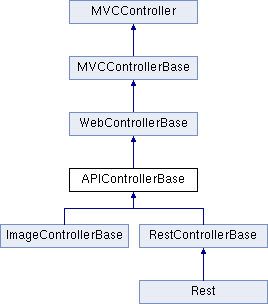 MVCController
MVCControllerBase
WebControllerBase
APIControllerBase
ImageControllerBase
RestControllerBase
Rest